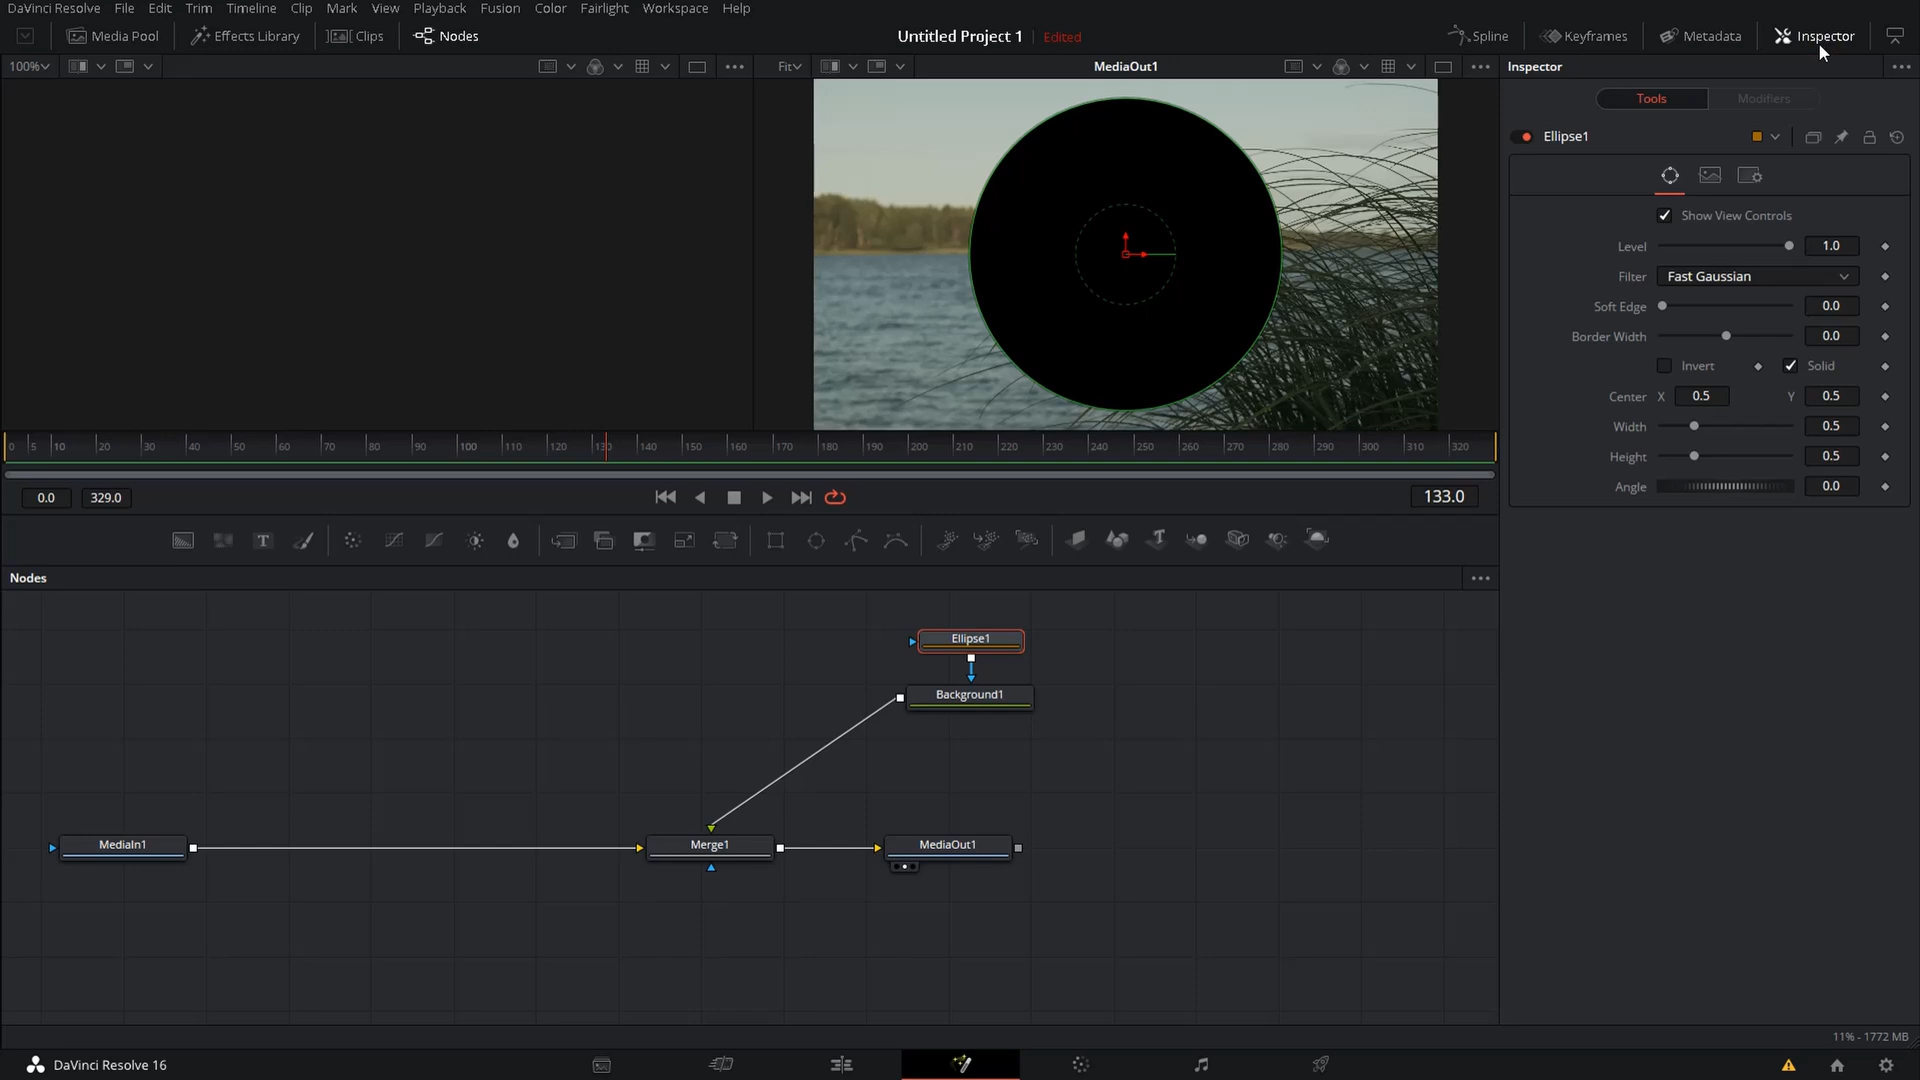 DaVinci Resolve File Edit Trim Timeline Clip Mark View Playback Fusion Color Fairlight Workspace Help
Media Pool Effects Library Clips Nodes Untitled Project 1 Edited Spline Keyframes Metadata Inspector
100% Fit MediaOut1 Inspector
Tools Modifiers
Ellipse1
Show View Controls
Level 1.0
Filter Fast Gaussian
Soft Edge 0.0
Border Width 0.0
Invert Solid
Center X 0.5 Y 0.5
Width 0.5
Height 0.5
Angle 0.0
0 5 10 20 30 40 50 60 70 80 90 100 110 120 130 140 150 160 170 180 190 200 210 220 230 240 250 260 270 280 290 300 310 320
0.0 329.0 133.0
T
Nodes
Ellipse1
Background1
MediaIn1 Merge1 MediaOut1
11% - 1772 MB
DaVinci Resolve 16